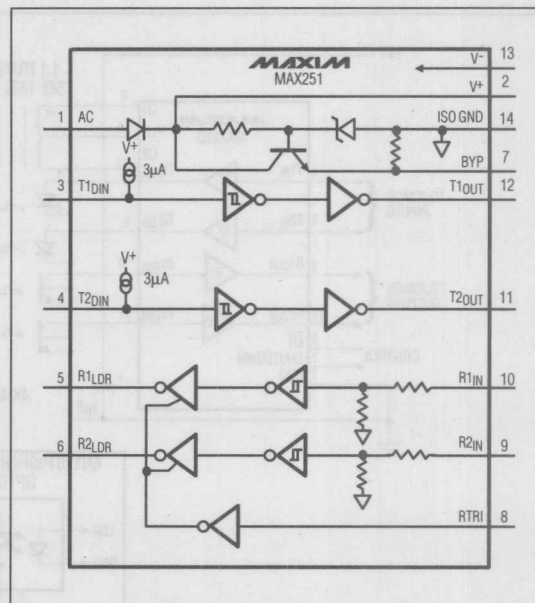 MAXIM
MAX251
V- 13
V+ 2
ISO GND 14
BYP 7
1 AC
V+
3μA
3 T1DIN
T1OUT 12
V+
3μA
4 T2DIN
T2OUT 11
5 R1LDR
R1IN 10
6 R2LDR
R2IN 9
RTRI 8